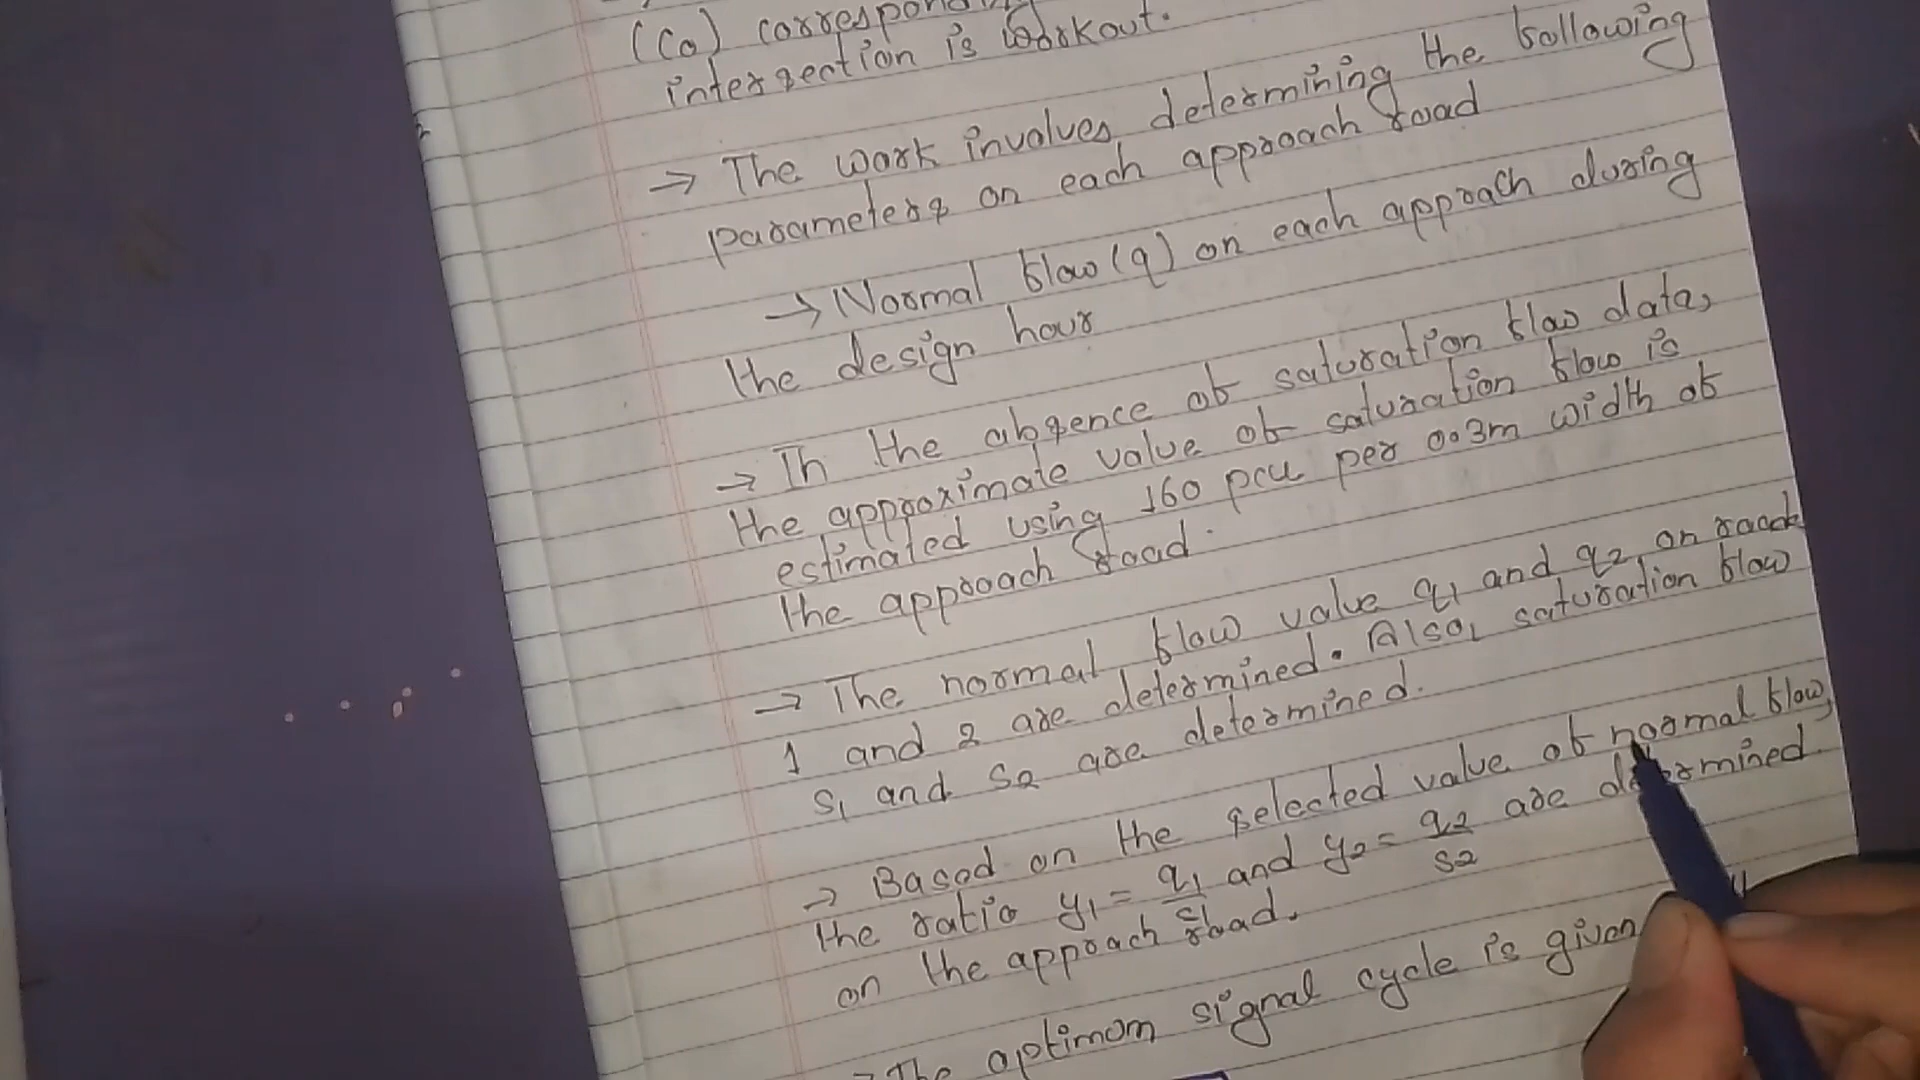 (Co) correspon
intersection is workout.
→ The work involves determining the following
parameters on each approach road
→ Normal flow (q) on each approach during
the design hour
→ In the absence of saturation flow data,
the approximate value of saturation flow is
estimated using 160 pcu per 0.3m width of
the approach road.
→ The normal flow value q1 and q2 on road
1 and 2 are determined. Also, saturation flow
S1 and S2 are determined.
→ Based on the selected value of normal flow,
the ratio y1 = q1/s1 and y2 = q2/s2 are determined
on the approach road.
→ The optimum signal cycle is given